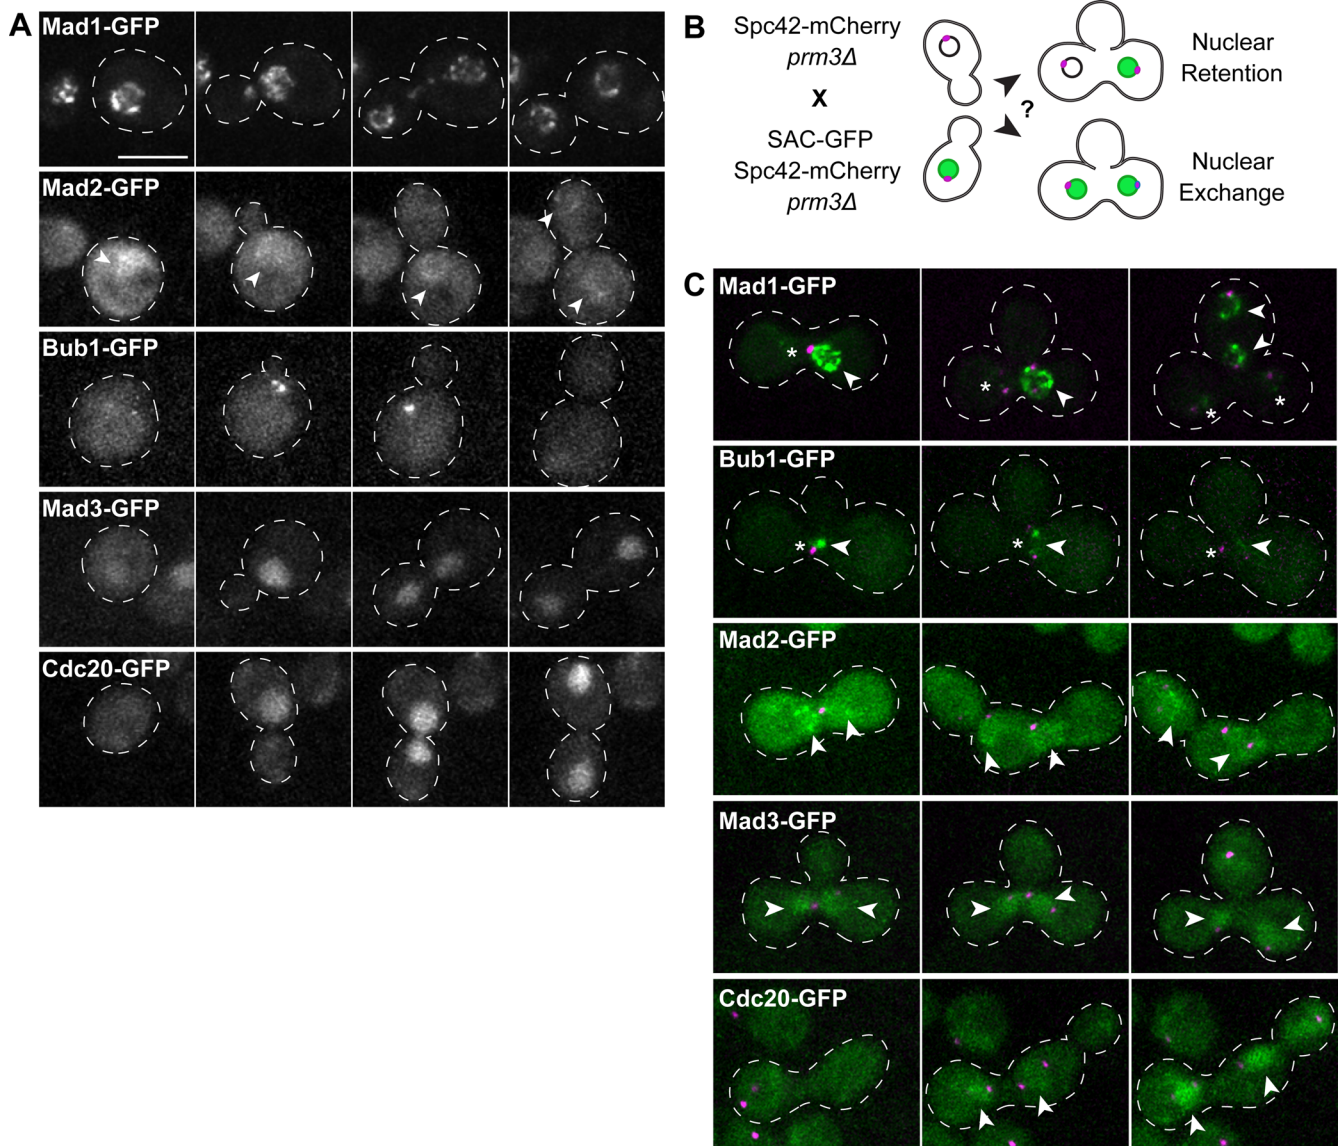 A
Mad1-GFP
Mad2-GFP
Bub1-GFP
Mad3-GFP
Cdc20-GFP
B
Spc42-mCherry
prm3Δ
X
SAC-GFP
Spc42-mCherry
prm3Δ
?
Nuclear
Retention
Nuclear
Exchange
C
Mad1-GFP
*
*
*
*
Bub1-GFP
*
*
*
Mad2-GFP
Mad3-GFP
Cdc20-GFP